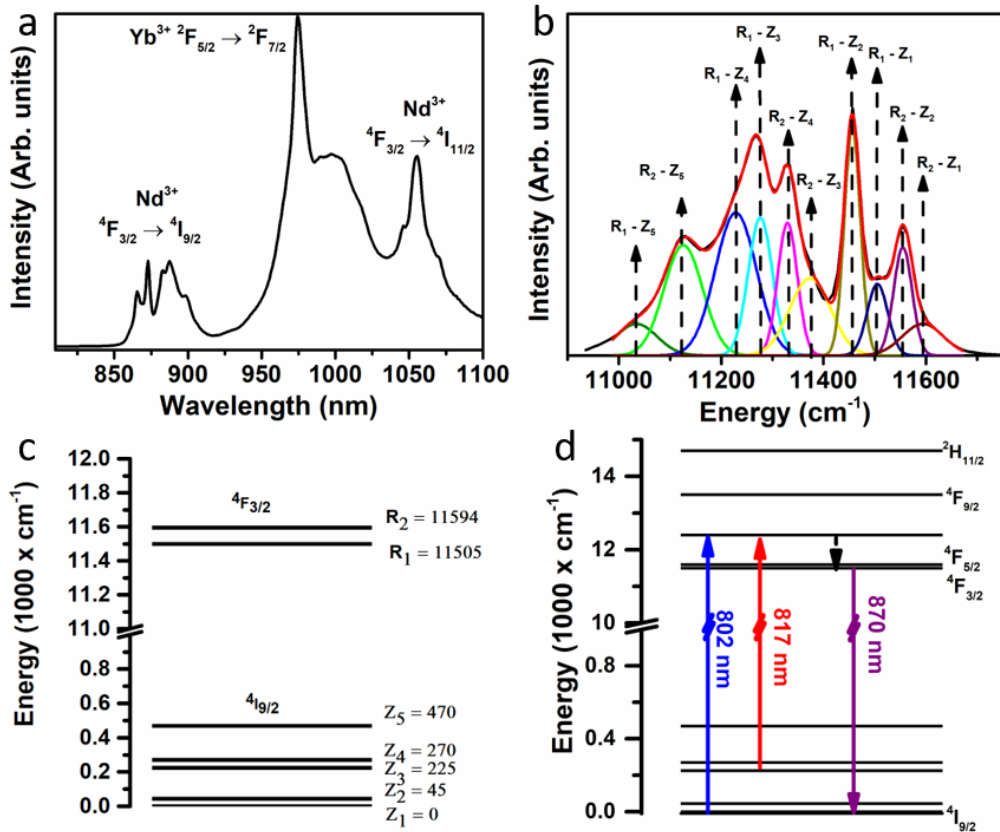 a
Yb³⁺ ²F₅/₂ → ²F₇/₂
Nd³⁺
⁴F₃/₂ → ⁴I₁₁/₂
Nd³⁺
⁴F₃/₂ → ⁴I₉/₂
Intensity (Arb. units)
850 900 950 1000 1050 1100
Wavelength (nm)
b
R₁ - Z₃
R₁ - Z₂
R₁ - Z₄
R₁ - Z₁
R₂ - Z₄
R₂ - Z₂
R₂ - Z₅
R₂ - Z₃
R₂ - Z₁
R₁ - Z₅
Intensity (Arb. units)
11000 11200 11400 11600
Energy (cm⁻¹)
c
Energy (1000 x cm⁻¹)
12.0
11.8
11.6
11.4
11.2
11.0
0.8
0.6
0.4
0.2
0.0
⁴F₃/₂
R₂ = 11594
R₁ = 11505
⁴I₉/₂
Z₅ = 470
Z₄ = 270
Z₃ = 225
Z₂ = 45
Z₁ = 0
d
Energy (1000 x cm⁻¹)
14
12
10
0.8
0.4
0.0
²H₁₁/₂
⁴F₉/₂
⁴F₅/₂
⁴F₃/₂
802 nm
817 nm
870 nm
⁴I₉/₂